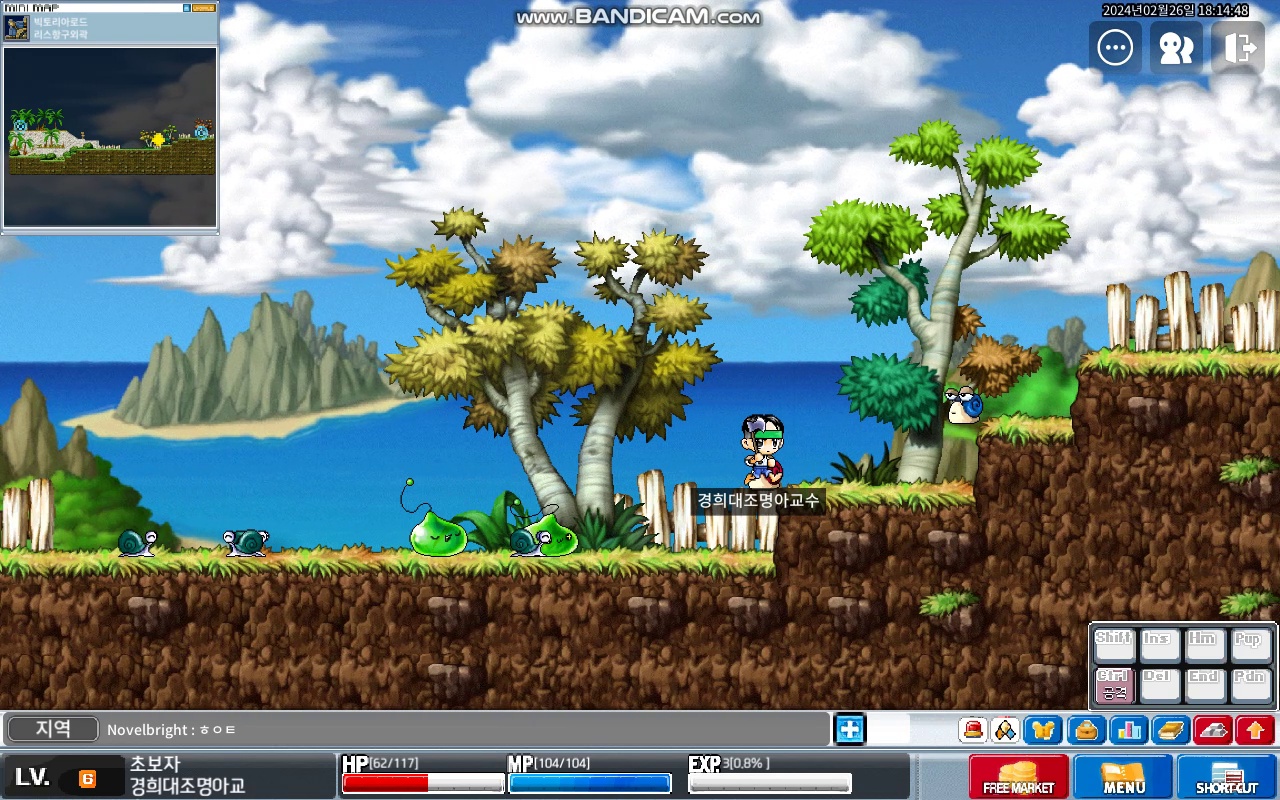 MINI MAP
WORLD
빅토리아로드
리스항구외곽
www.BANDICAM.com
2024년02월26일 18:14:48
경희대조명아교수
Shift Ins Hm Pup
Ctrl Del End Pdn
공격
지역
Novelbright : ㅎㅇㅌ
LV. 6
초보자
경희대조명아교
HP[62/117]
MP[104/104]
EXP 3[0.8% ]
FREE MARKET
MENU
SHORTCUT